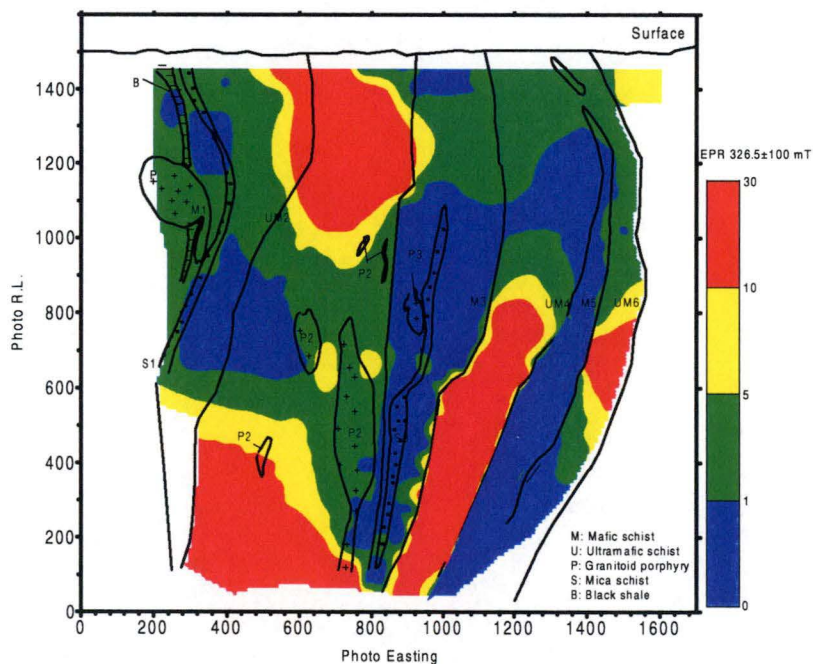 Surface
1400
1200
1000
800
600
400
200
0
Photo R.L.
0 200 400 600 800 1000 1200 1400 1600
Photo Easting
B
P
M1
UM2
P2
P3
M3
UM4
M5
UM6
P2
S1
P2
P2
EPR 326.5±100 mT
30
10
5
1
0
M: Mafic schist
U: Ultramafic schist
P: Granitoid porphyry
S: Mica schist
B: Black shale